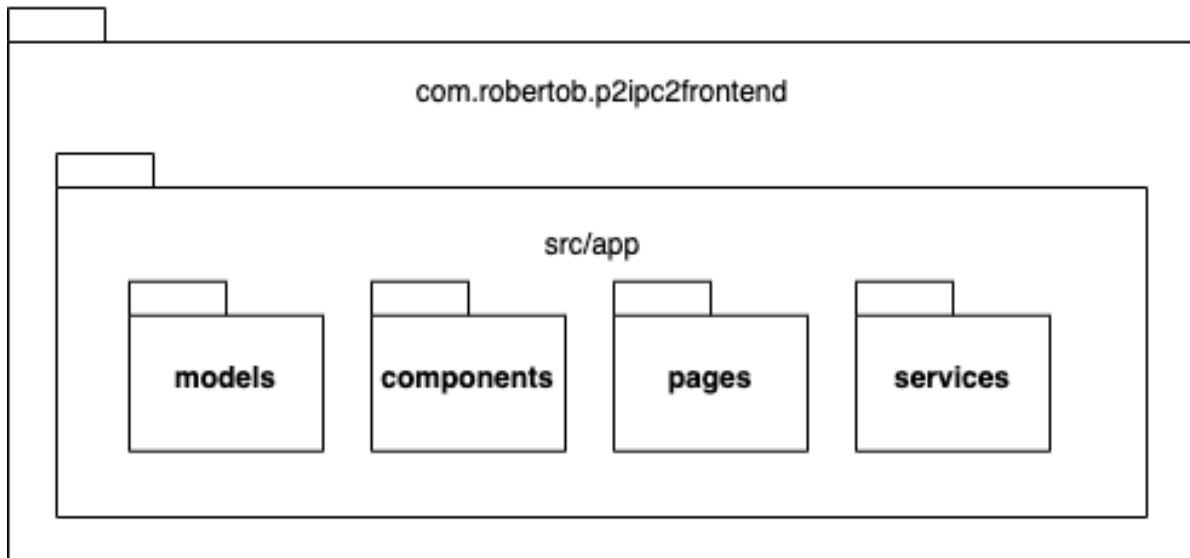 com.robertob.p2ipc2frontend
src/app
models components pages services